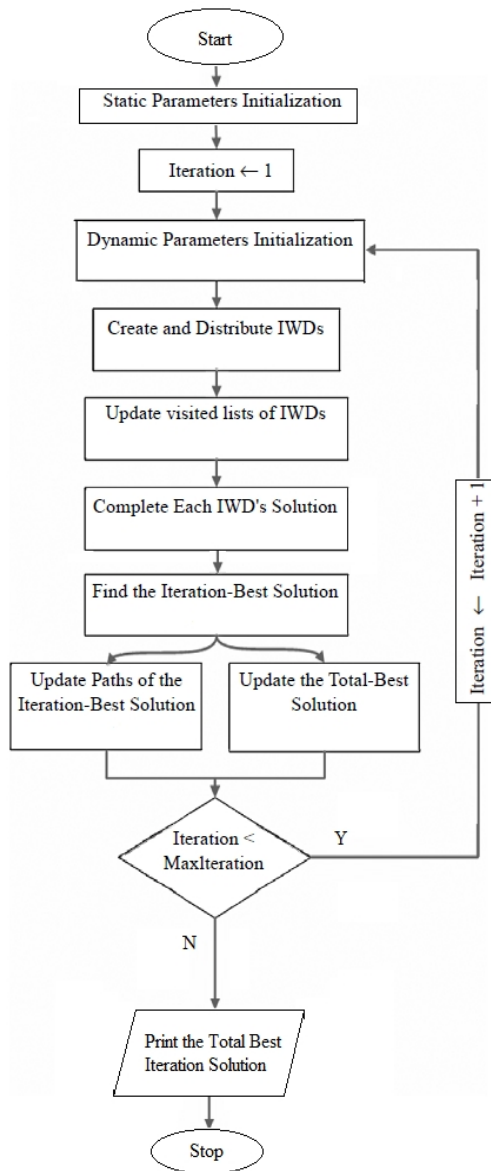 Start
Static Parameters Initialization
Iteration ← 1
Dynamic Parameters Initialization
Create and Distribute IWDs
Update visited lists of IWDs
Complete Each IWD's Solution
Find the Iteration-Best Solution
Update Paths of the
Iteration-Best Solution
Update the Total-Best
Solution
Iteration <
MaxIteration
Y
Iteration ← Iteration + 1
N
Print the Total Best
Iteration Solution
Stop